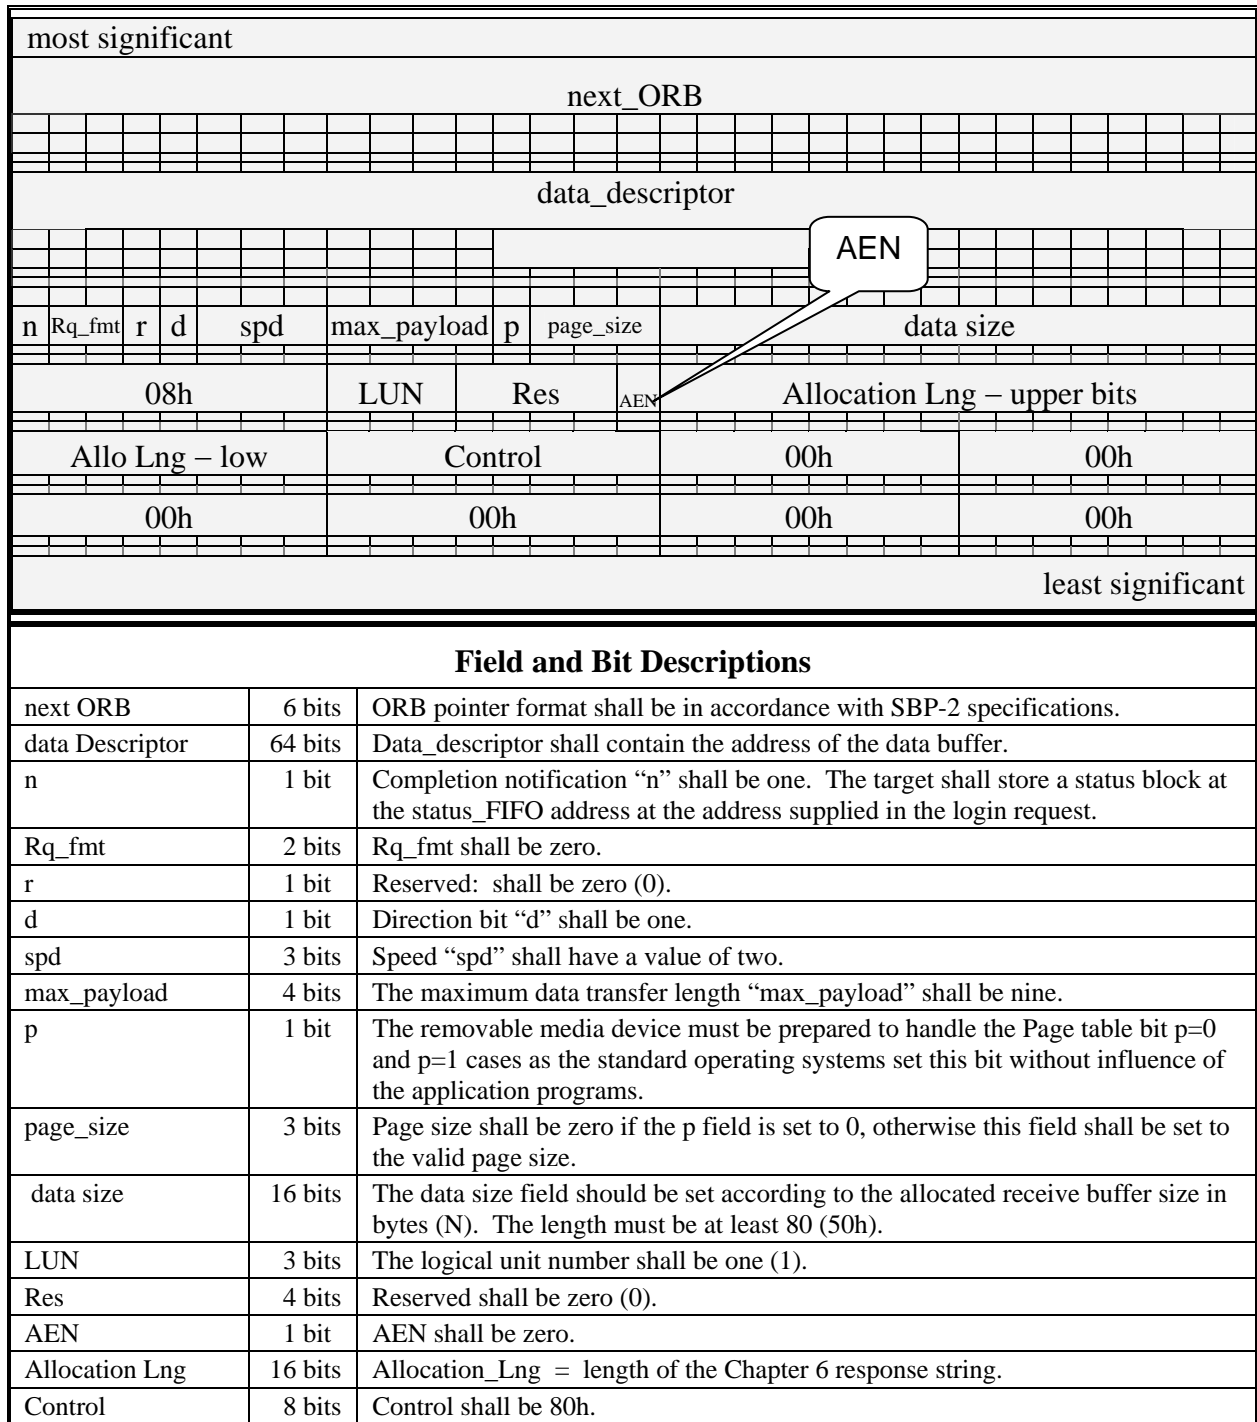 most significant
next_ORB
data_descriptor
AEN
n Rq_fmt r d spd max_payload p page_size data size
08h LUN Res AEN Allocation Lng – upper bits
Allo Lng – low Control 00h 00h
00h 00h 00h 00h
least significant
Field and Bit Descriptions
next ORB 6 bits ORB pointer format shall be in accordance with SBP-2 specifications.
data Descriptor 64 bits Data_descriptor shall contain the address of the data buffer.
n 1 bit Completion notification “n” shall be one. The target shall store a status block at
the status_FIFO address at the address supplied in the login request.
Rq_fmt 2 bits Rq_fmt shall be zero.
r 1 bit Reserved: shall be zero (0).
d 1 bit Direction bit “d” shall be one.
spd 3 bits Speed “spd” shall have a value of two.
max_payload 4 bits The maximum data transfer length “max_payload” shall be nine.
p 1 bit The removable media device must be prepared to handle the Page table bit p=0
and p=1 cases as the standard operating systems set this bit without influence of
the application programs.
page_size 3 bits Page size shall be zero if the p field is set to 0, otherwise this field shall be set to
the valid page size.
data size 16 bits The data size field should be set according to the allocated receive buffer size in
bytes (N). The length must be at least 80 (50h).
LUN 3 bits The logical unit number shall be one (1).
Res 4 bits Reserved shall be zero (0).
AEN 1 bit AEN shall be zero.
Allocation Lng 16 bits Allocation_Lng = length of the Chapter 6 response string.
Control 8 bits Control shall be 80h.